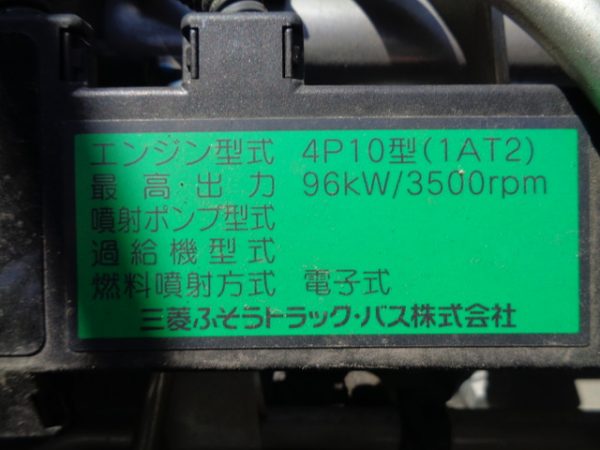 エンジン型式 4P10型(1AT2)
最高出力 96kW/3500rpm
噴射ポンプ型式
過給機型式
燃料噴射方式 電子式
三菱ふそうトラック・バス株式会社